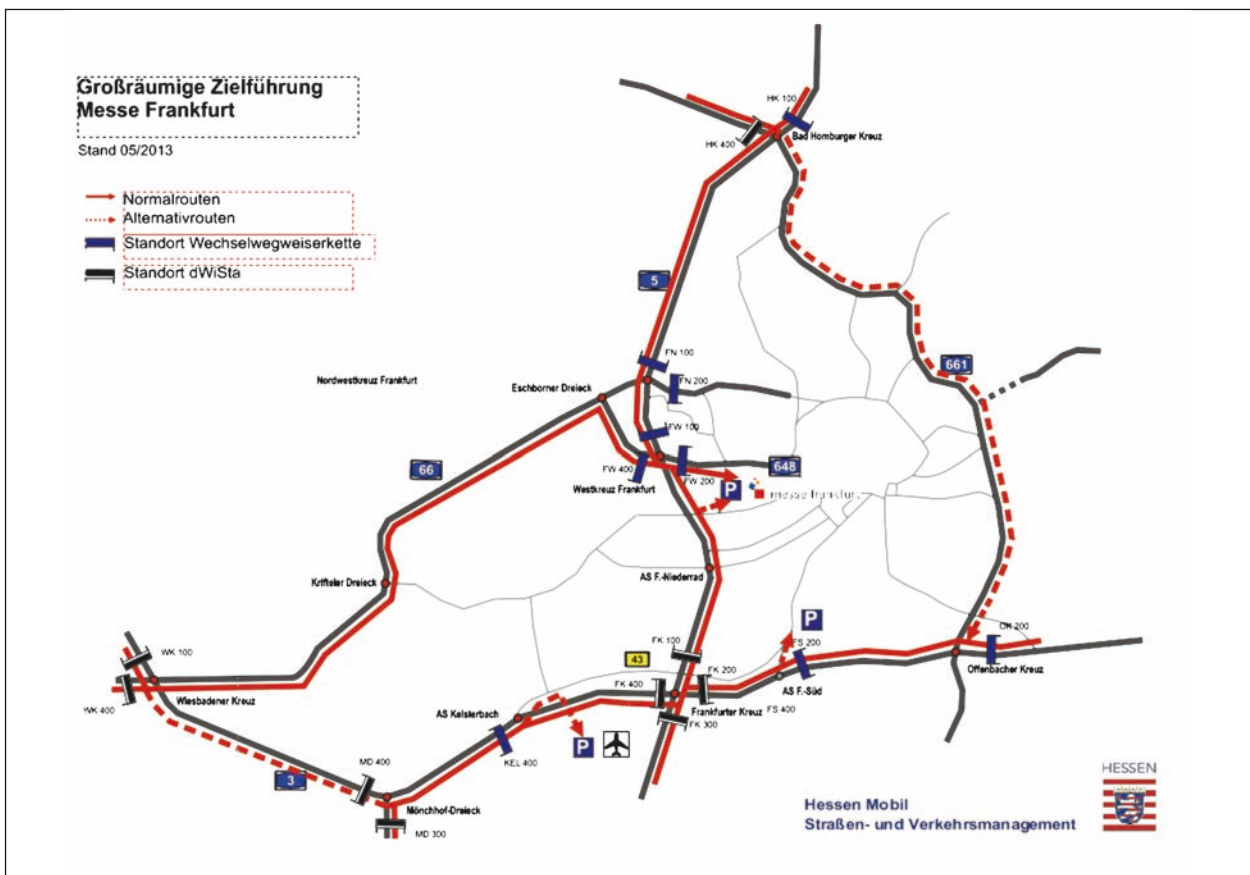 Großräumige Zielführung
Messe Frankfurt
Stand 05/2013
Normalrouten
Alternativrouten
Standort Wechselwegweiserkette
Standort dWiSta
HK 100
HK 400
Bad Homburger Kreuz
5
FN 100
Nordwestkreuz Frankfurt
Eschborner Dreieck
FN 200
661
FW 100
66
FW 400
648
FW 200
Westkreuz Frankfurt
P
messe frankfurt
Krifteler Dreieck
AS F.-Niederrad
P
OK 200
FK 100
FS 200
WK 100
43
FK 200
Offenbacher Kreuz
FK 400
AS F.-Süd
WK 400
Wiesbadener Kreuz
AS Kelsterbach
Frankfurter Kreuz
FS 400
FK 300
P
KEL 400
MD 400
3
Mönchhof-Dreieck
MD 300
HESSEN
Hessen Mobil
Straßen- und Verkehrsmanagement